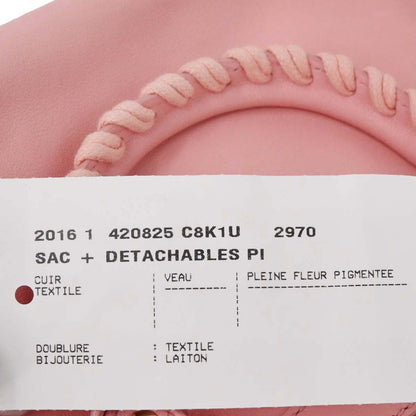 2016 1 420825 C8K1U 2970
SAC + DETACHABLES PI
CUIR ¦ VEAU ¦ PLEINE FLEUR PIGMENTEE
TEXTILE ¦ ---------- ¦ --------------------
DOUBLURE : TEXTILE
BIJOUTERIE : LAITON